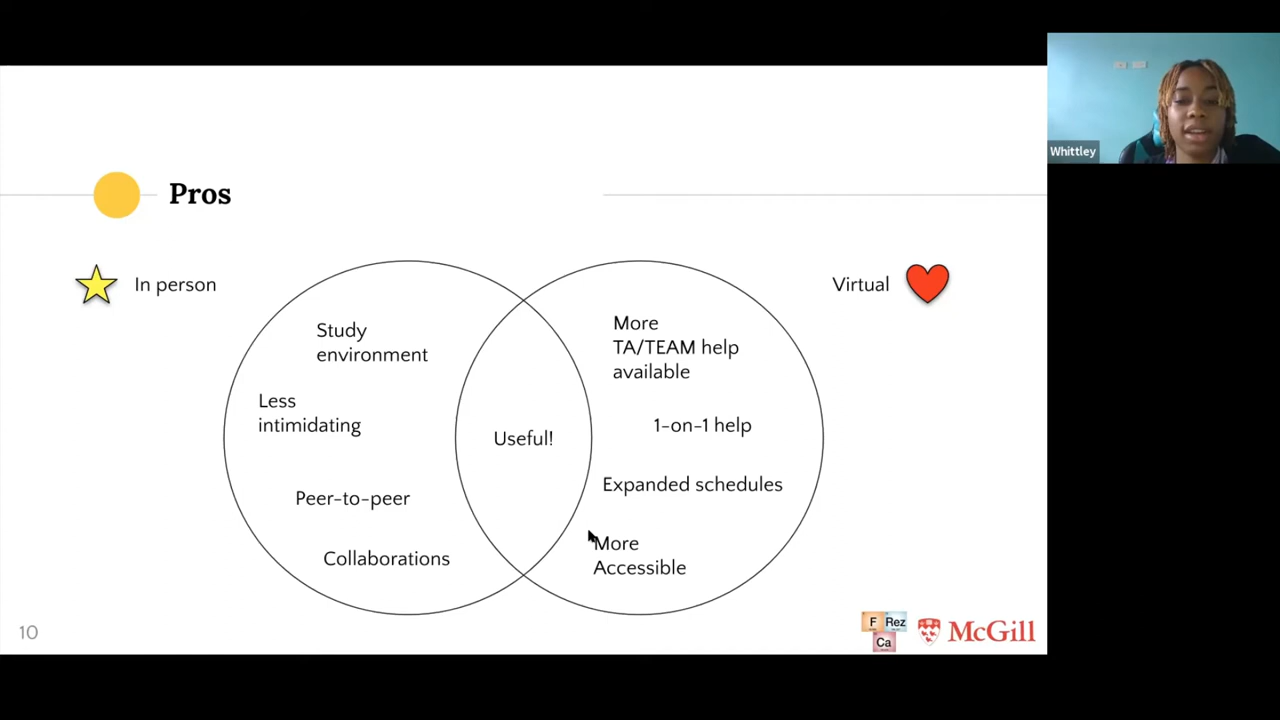 Whittley
Pros
In person
Virtual
Study
environment
Less
intimidating
Peer-to-peer
Collaborations
Useful!
More
TA/TEAM help
available
1-on-1 help
Expanded schedules
More
Accessible
10
F Rez
Ca
McGill